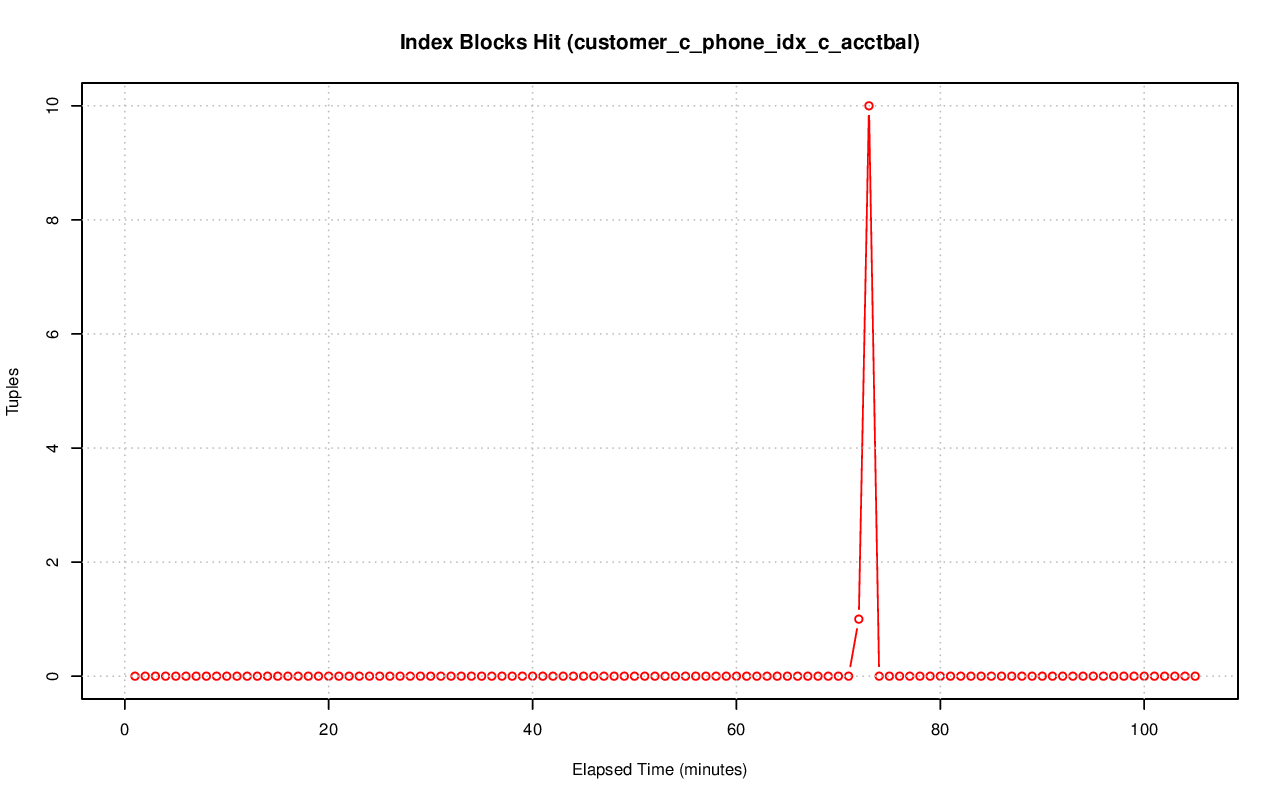 Index Blocks Hit (customer_c_phone_idx_c_acctbal)
10
8
6
4
2
0
Tuples
0 20 40 60 80 100
Elapsed Time (minutes)